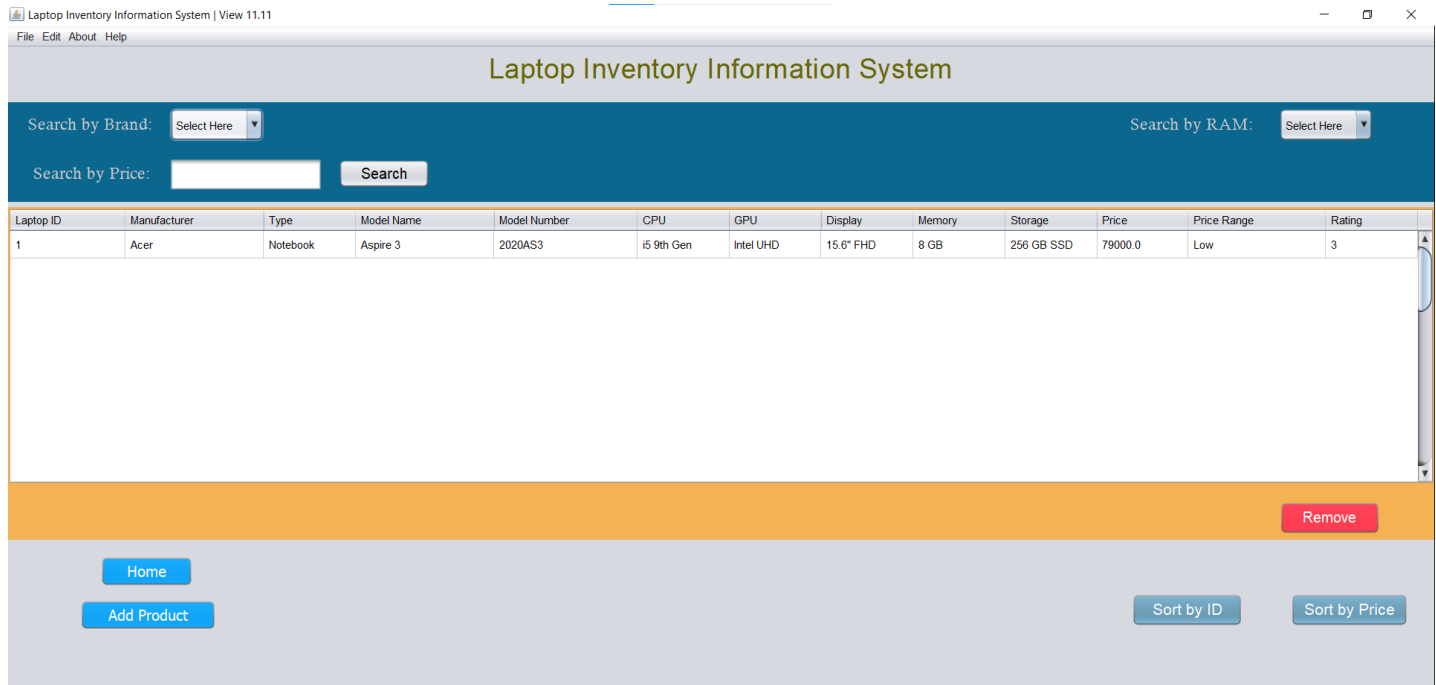 Laptop Inventory Information System | View 11.11
File Edit About Help
Laptop Inventory Information System
Search by Brand: Select Here Search by RAM: Select Here
Search by Price: Search
Laptop ID Manufacturer Type Model Name Model Number CPU GPU Display Memory Storage Price Price Range Rating
1 Acer Notebook Aspire 3 2020AS3 i5 9th Gen Intel UHD 15.6" FHD 8 GB 256 GB SSD 79000.0 Low 3
Remove
Home
Add Product Sort by ID Sort by Price